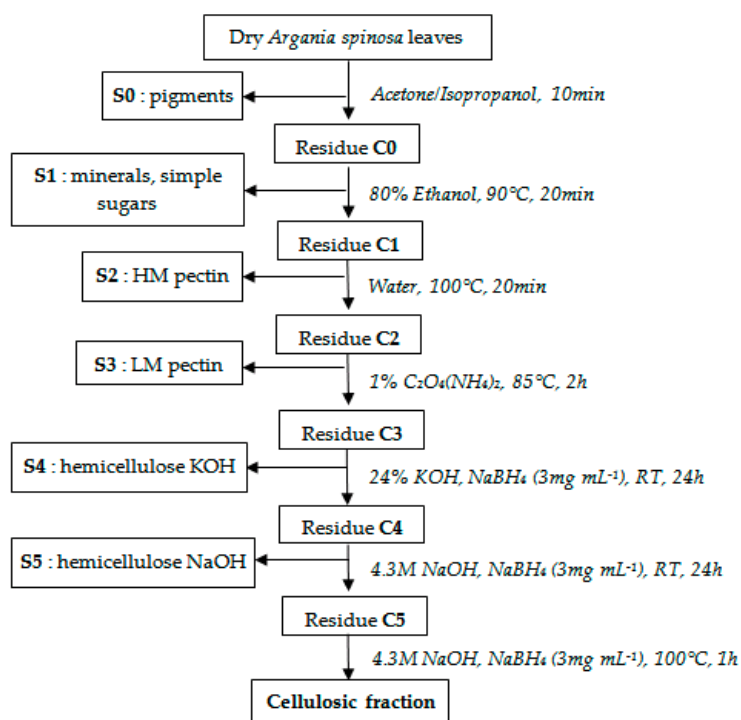 Dry Argania spinosa leaves
S0 : pigments
Acetone/Isopropanol, 10min
Residue C0
S1 : minerals, simple
sugars
80% Ethanol, 90°C, 20min
Residue C1
S2 : HM pectin
Water, 100°C, 20min
Residue C2
S3 : LM pectin
1% C₂O₄(NH₄)₂, 85°C, 2h
Residue C3
S4 : hemicellulose KOH
24% KOH, NaBH₄ (3mg mL⁻¹), RT, 24h
Residue C4
S5 : hemicellulose NaOH
4.3M NaOH, NaBH₄ (3mg mL⁻¹), RT, 24h
Residue C5
4.3M NaOH, NaBH₄ (3mg mL⁻¹), 100°C, 1h
Cellulosic fraction